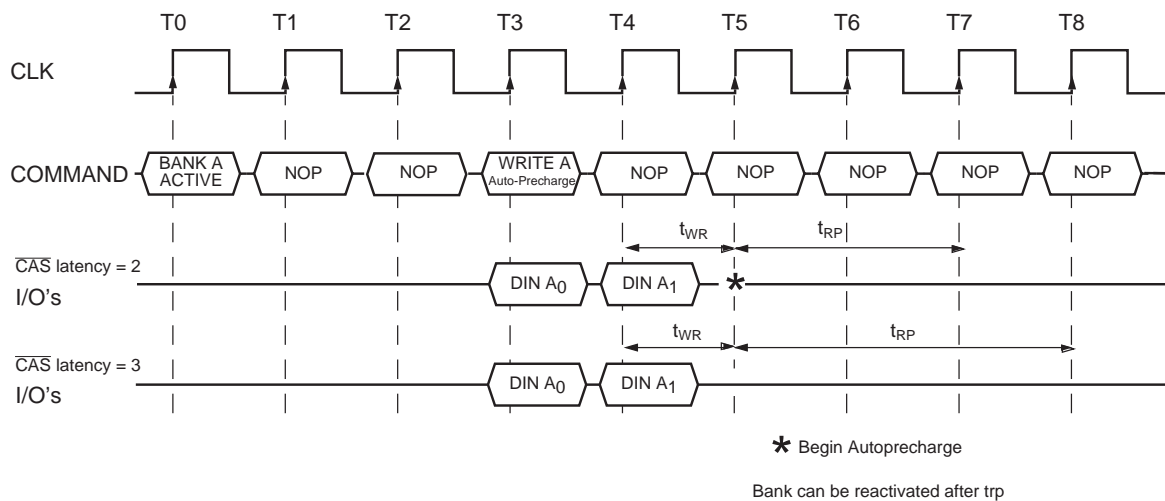 T0 T1 T2 T3 T4 T5 T6 T7 T8
CLK
COMMAND
BANK A
ACTIVE
NOP
NOP
WRITE A
Auto-Precharge
NOP
NOP
NOP
NOP
NOP
tWR
tRP
CAS latency = 2
I/O's
DIN A0
DIN A1
*
tWR
tRP
CAS latency = 3
I/O's
DIN A0
DIN A1
* Begin Autoprecharge
Bank can be reactivated after trp